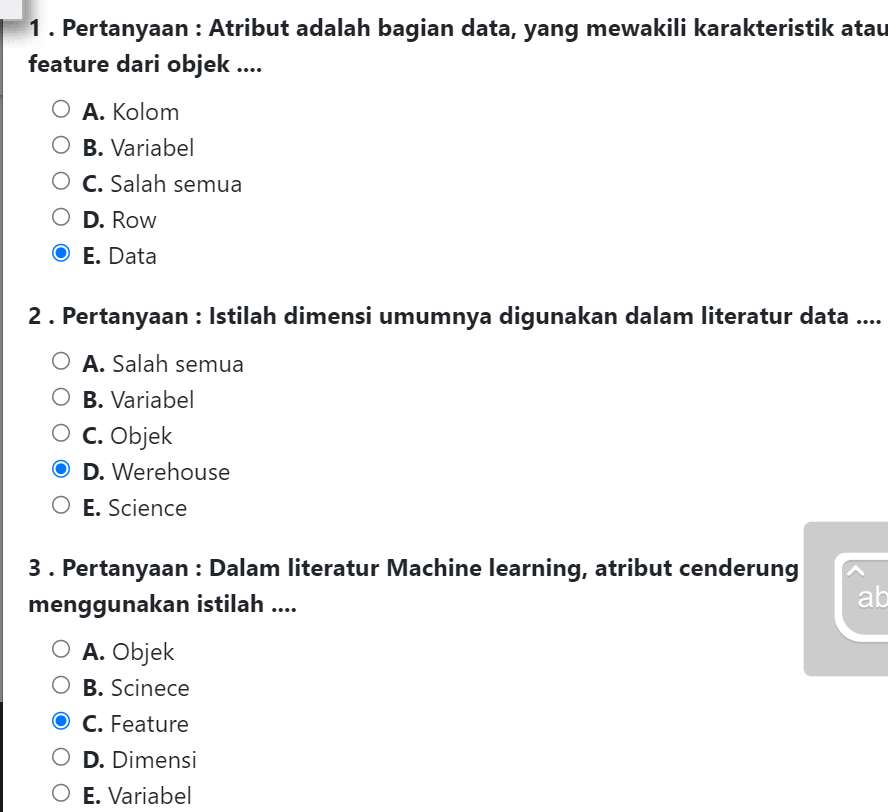 1 . Pertanyaan : Atribut adalah bagian data, yang mewakili karakteristik atau
feature dari objek ....
A. Kolom
B. Variabel
C. Salah semua
D. Row
E. Data
2 . Pertanyaan : Istilah dimensi umumnya digunakan dalam literatur data ....
A. Salah semua
B. Variabel
C. Objek
D. Werehouse
E. Science
3 . Pertanyaan : Dalam literatur Machine learning, atribut cenderung
menggunakan istilah ....
A. Objek
B. Scinece
C. Feature
D. Dimensi
E. Variabel
ab